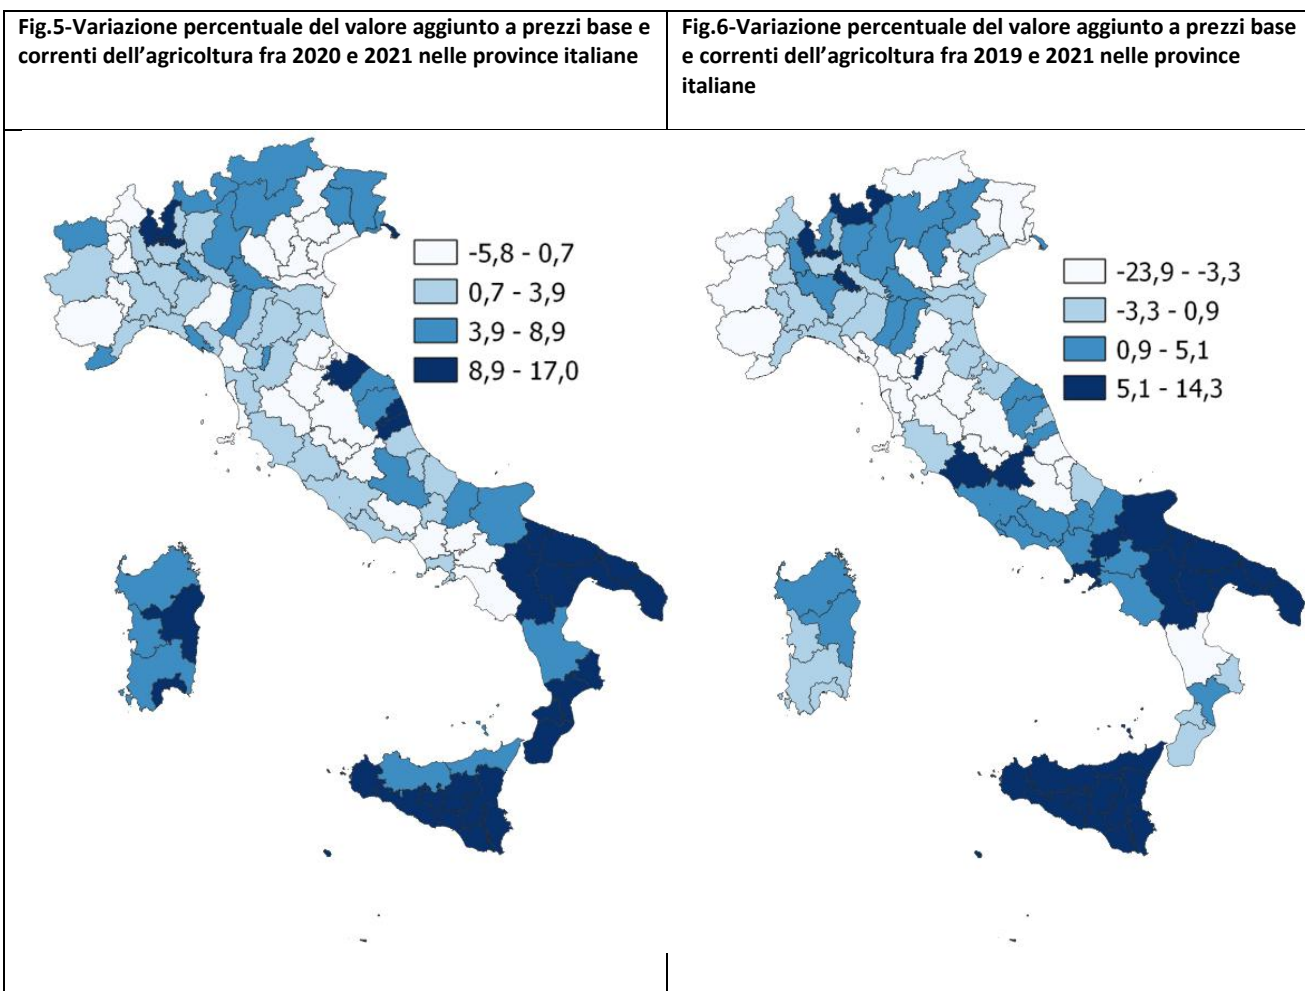 Fig.5-Variazione percentuale del valore aggiunto a prezzi base e
correnti dell’agricoltura fra 2020 e 2021 nelle province italiane
Fig.6-Variazione percentuale del valore aggiunto a prezzi base
e correnti dell’agricoltura fra 2019 e 2021 nelle province
italiane
-5,8 - 0,7
0,7 - 3,9
3,9 - 8,9
8,9 - 17,0
-23,9 - -3,3
-3,3 - 0,9
0,9 - 5,1
5,1 - 14,3